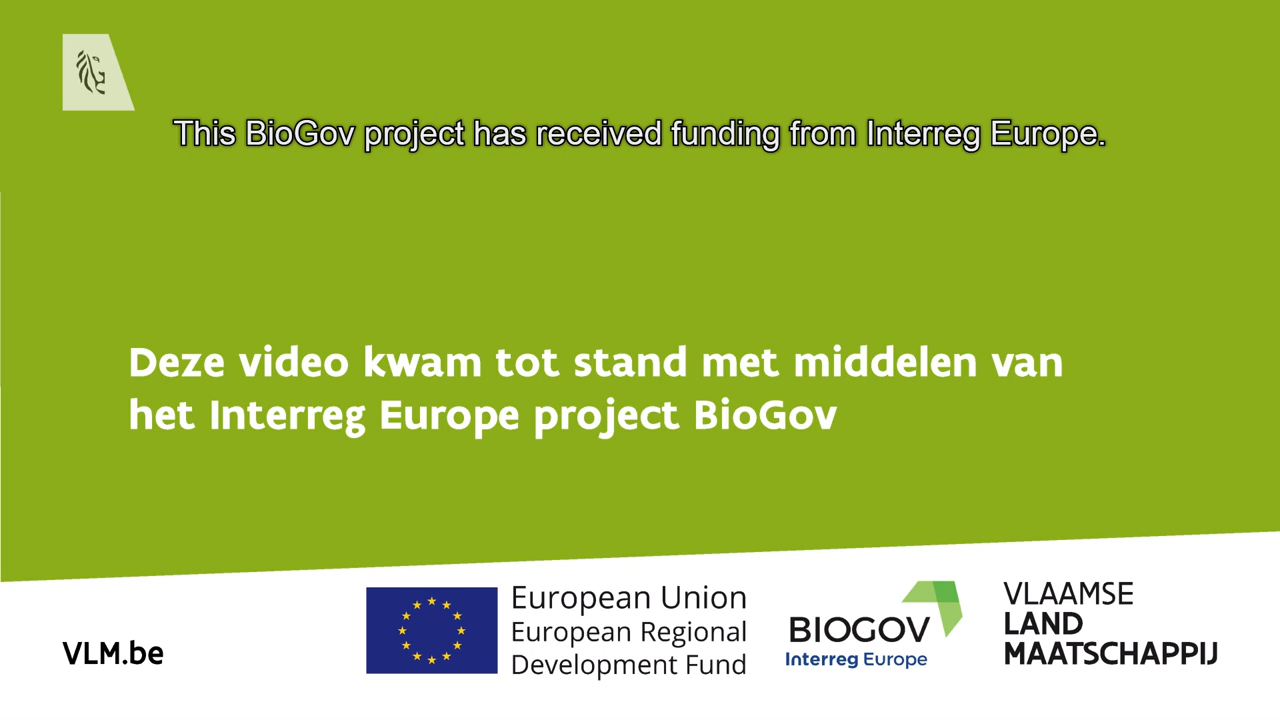 This BioGov project has received funding from Interreg Europe.
Deze video kwam tot stand met middelen van
het Interreg Europe project BioGov
VLM.be
European Union
European Regional
Development Fund
BIOGOV
Interreg Europe
VLAAMSE
LAND
MAATSCHAPPIJ